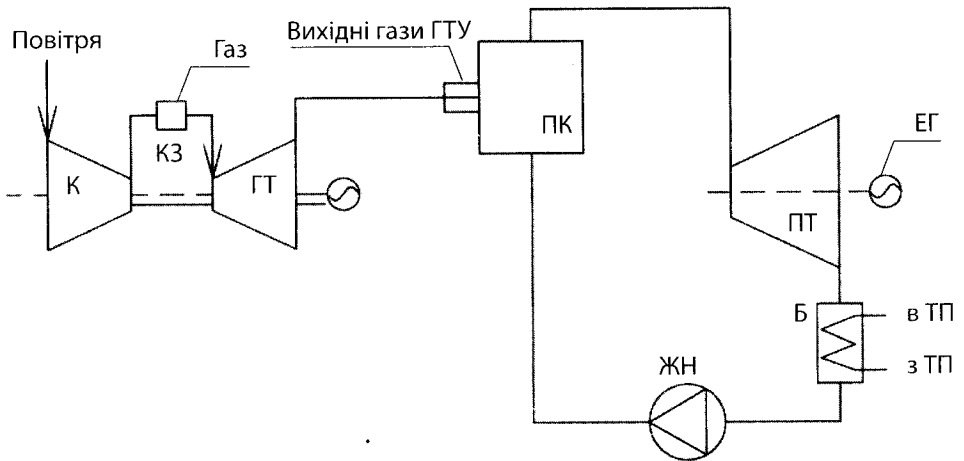 Повітря
Газ
Вихідні гази ГТУ
КЗ
ПК
ЕГ
К
ГТ
ПТ
Б
в ТП
з ТП
ЖН